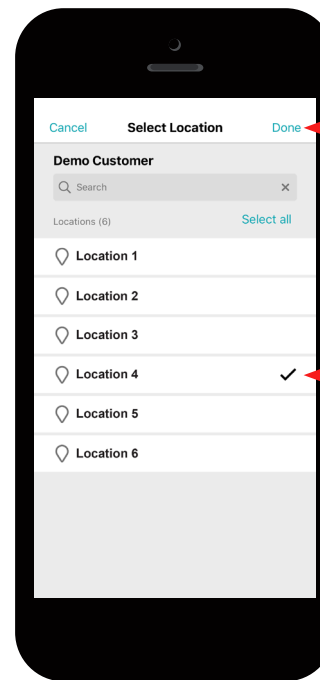 Cancel Select Location Done
Demo Customer
Search
Locations (6) Select all
Location 1
Location 2
Location 3
Location 4
Location 5
Location 6